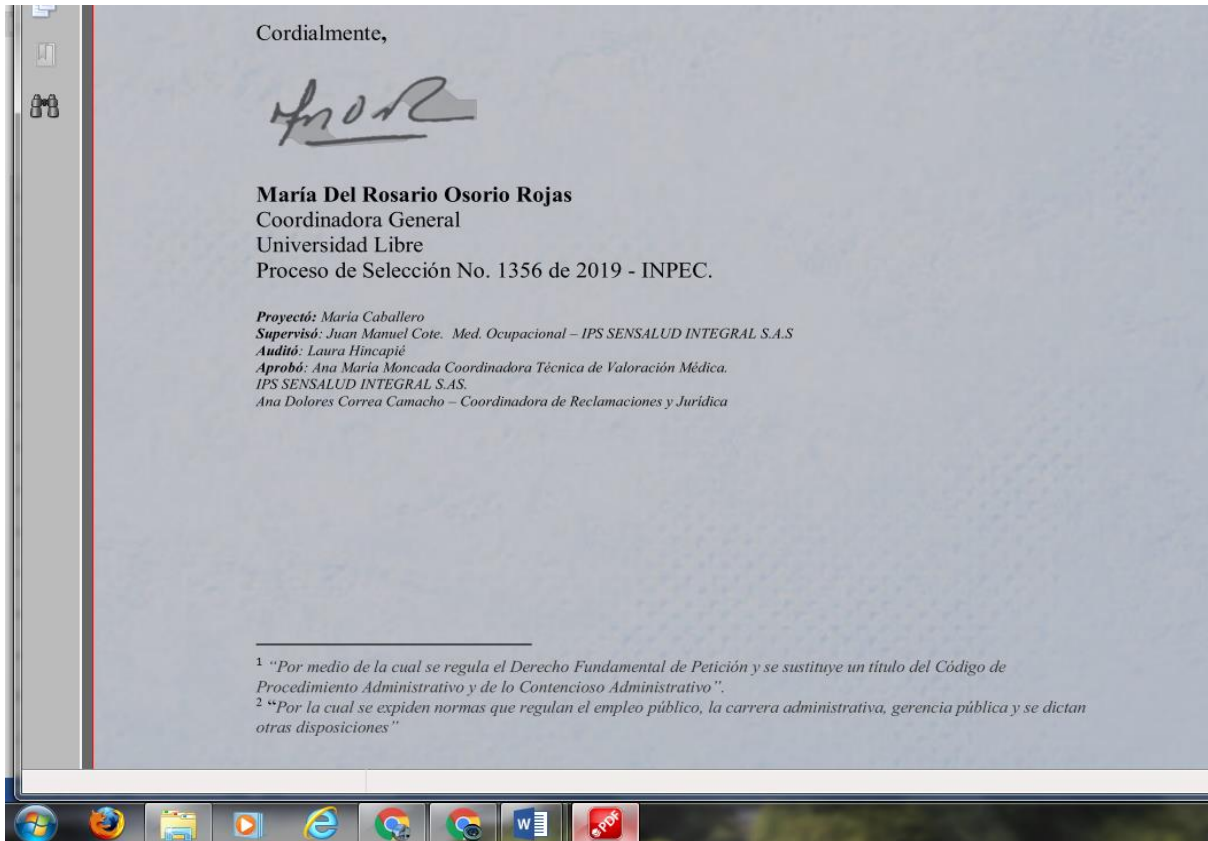 Cordialmente,
María Del Rosario Osorio Rojas
Coordinadora General
Universidad Libre
Proceso de Selección No. 1356 de 2019 - INPEC.
Proyectó: María Caballero
Supervisó: Juan Manuel Cote.  Med. Ocupacional – IPS SENSALUD INTEGRAL S.A.S
Auditó: Laura Hincapié
Aprobó: Ana María Moncada Coordinadora Técnica de Valoración Médica.
IPS SENSALUD INTEGRAL S.AS.
Ana Dolores Correa Camacho – Coordinadora de Reclamaciones y Jurídica
1 “Por medio de la cual se regula el Derecho Fundamental de Petición y se sustituye un título del Código de
Procedimiento Administrativo y de lo Contencioso Administrativo”.
2 “Por la cual se expiden normas que regulan el empleo público, la carrera administrativa, gerencia pública y se dictan
otras disposiciones”
W
PDF